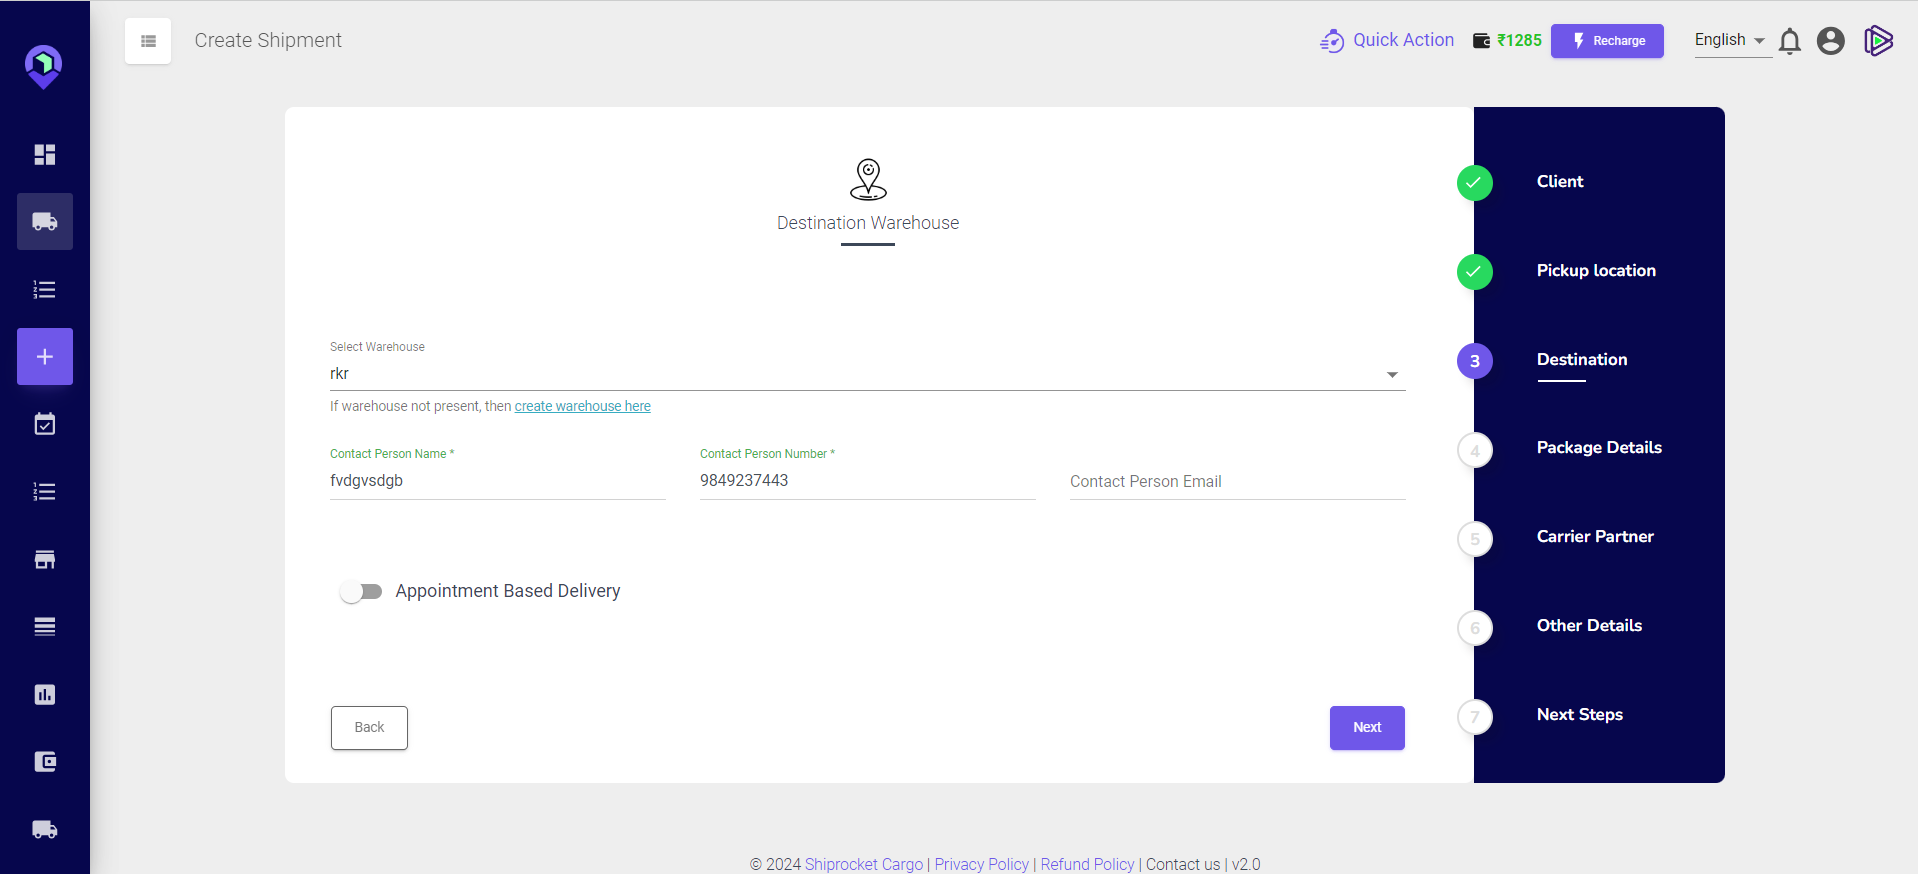 Create Shipment
Quick Action
₹1285
Recharge
English
Destination Warehouse
Select Warehouse
rkr
If warehouse not present, then create warehouse here
Contact Person Name *
fvdgvsdgb
Contact Person Number *
9849237443
Contact Person Email
Appointment Based Delivery
Back
Next
Client
Pickup location
3 Destination
4 Package Details
5 Carrier Partner
6 Other Details
7 Next Steps
© 2024 Shiprocket Cargo | Privacy Policy | Refund Policy | Contact us | v2.0